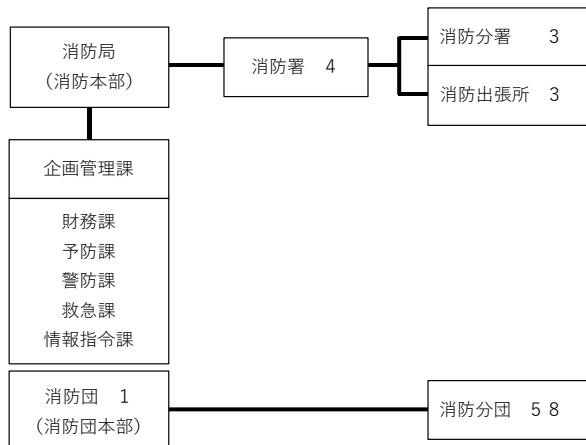 消防局
（消防本部）
消防署　4
消防分署　3
消防出張所　3
企画管理課
財務課
予防課
警防課
救急課
情報指令課
消防団　1
（消防団本部）
消防分団　5 8